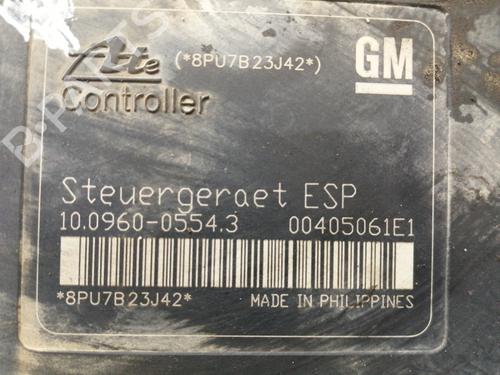 Ate (*8PU7B23J42*) GM
Controller
Steuergeraet ESP
10.0960-0554.3 00405061E1
*8PU7B23J42* MADE IN PHILIPPINES